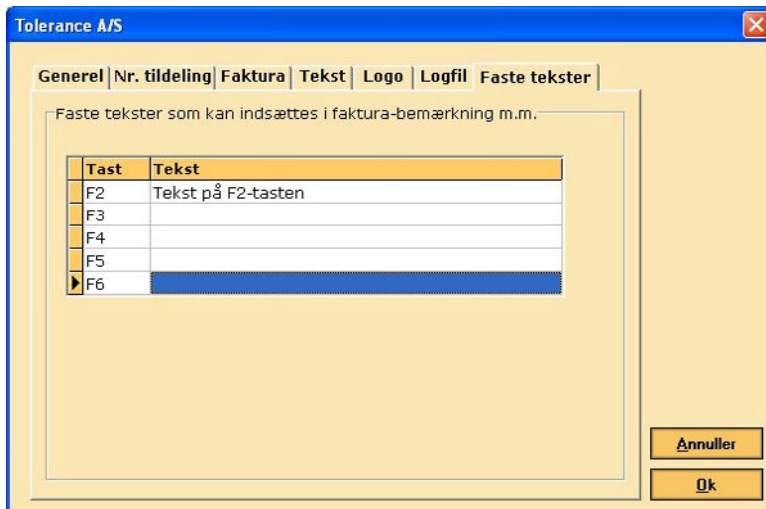 Tolerance A/S
Generel Nr. tildeling Faktura Tekst Logo Logfil Faste tekster
Faste tekster som kan indsættes i faktura-bemærkning m.m.
Tast Tekst
F2 Tekst på F2-tasten
F3
F4
F5
F6
Annuller
Ok